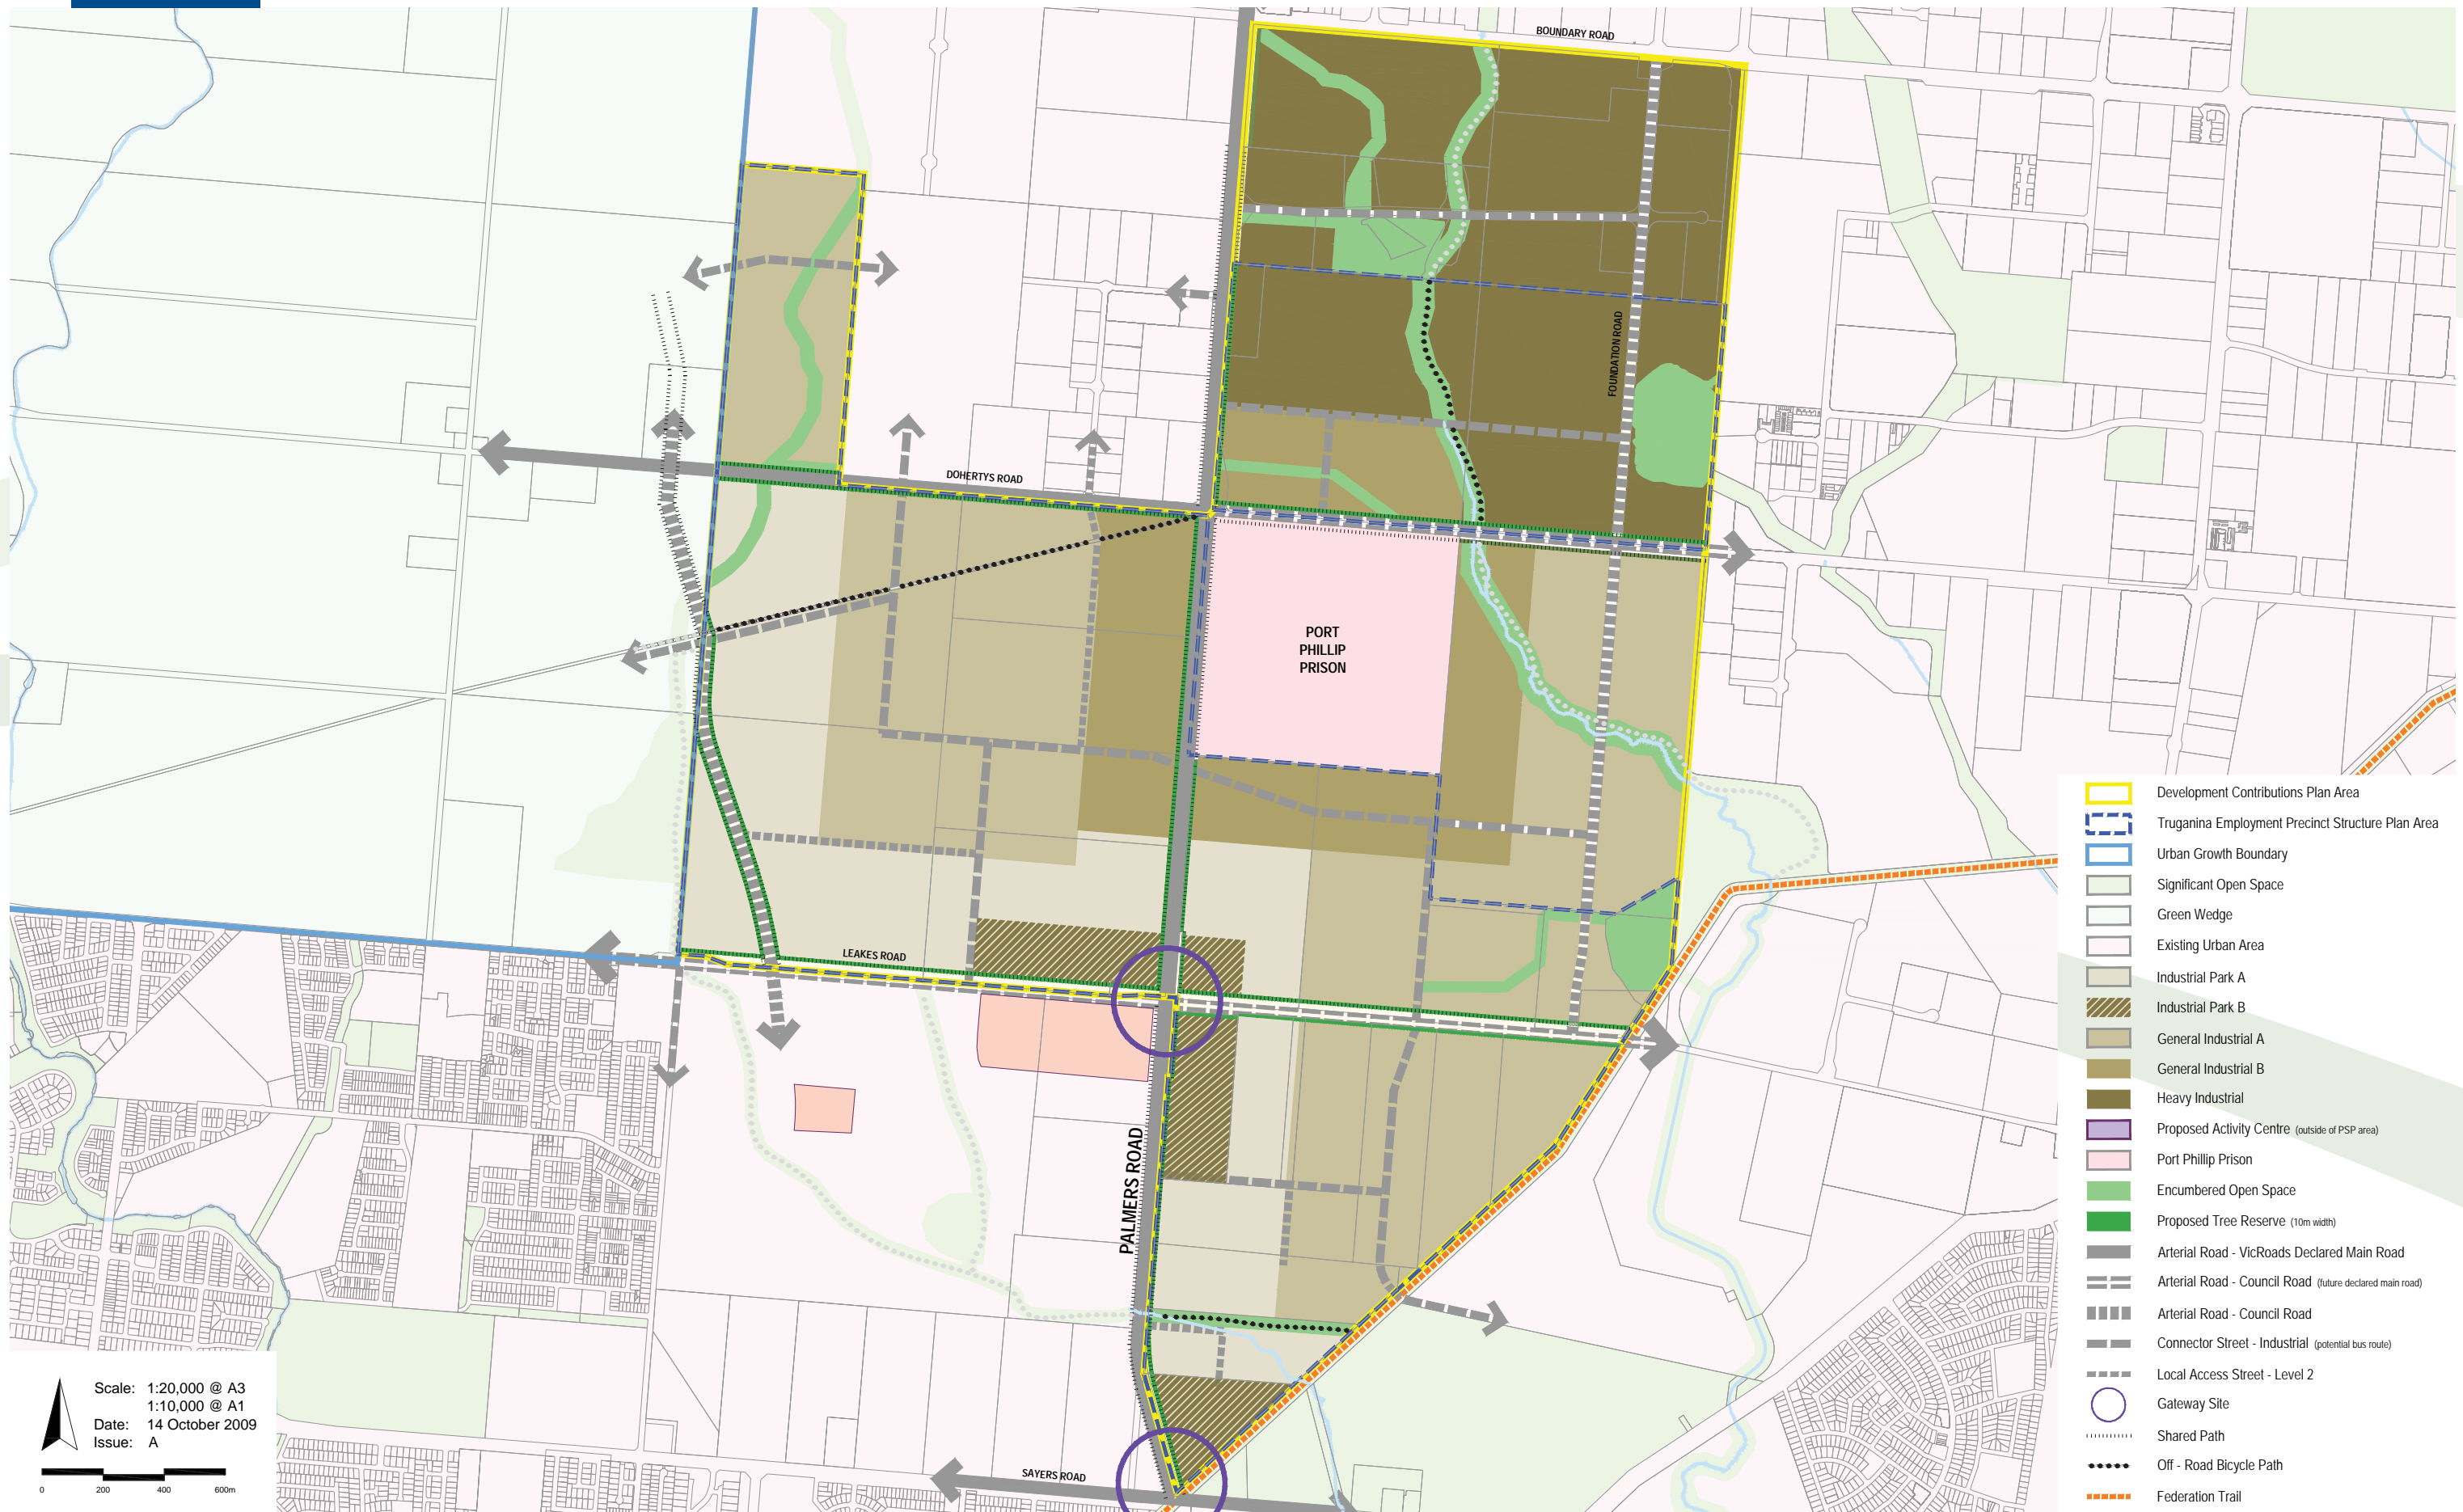 BOUNDARY ROAD
FOUNDATION ROAD
DOHERTYS ROAD
PORT
PHILLIP
PRISON
LEAKES ROAD
PALMERS ROAD
SAYERS ROAD
Development Contributions Plan Area
Truganina Employment Precinct Structure Plan Area
Urban Growth Boundary
Significant Open Space
Green Wedge
Existing Urban Area
Industrial Park A
Industrial Park B
General Industrial A
General Industrial B
Heavy Industrial
Proposed Activity Centre (outside of PSP area)
Port Phillip Prison
Encumbered Open Space
Proposed Tree Reserve (10m width)
Arterial Road - VicRoads Declared Main Road
Arterial Road - Council Road (future declared main road)
Arterial Road - Council Road
Connector Street - Industrial (potential bus route)
Local Access Street - Level 2
Gateway Site
Shared Path
Off - Road Bicycle Path
Federation Trail
Scale: 1:20,000 @ A3
1:10,000 @ A1
Date: 14 October 2009
Issue: A
0 200 400 600m